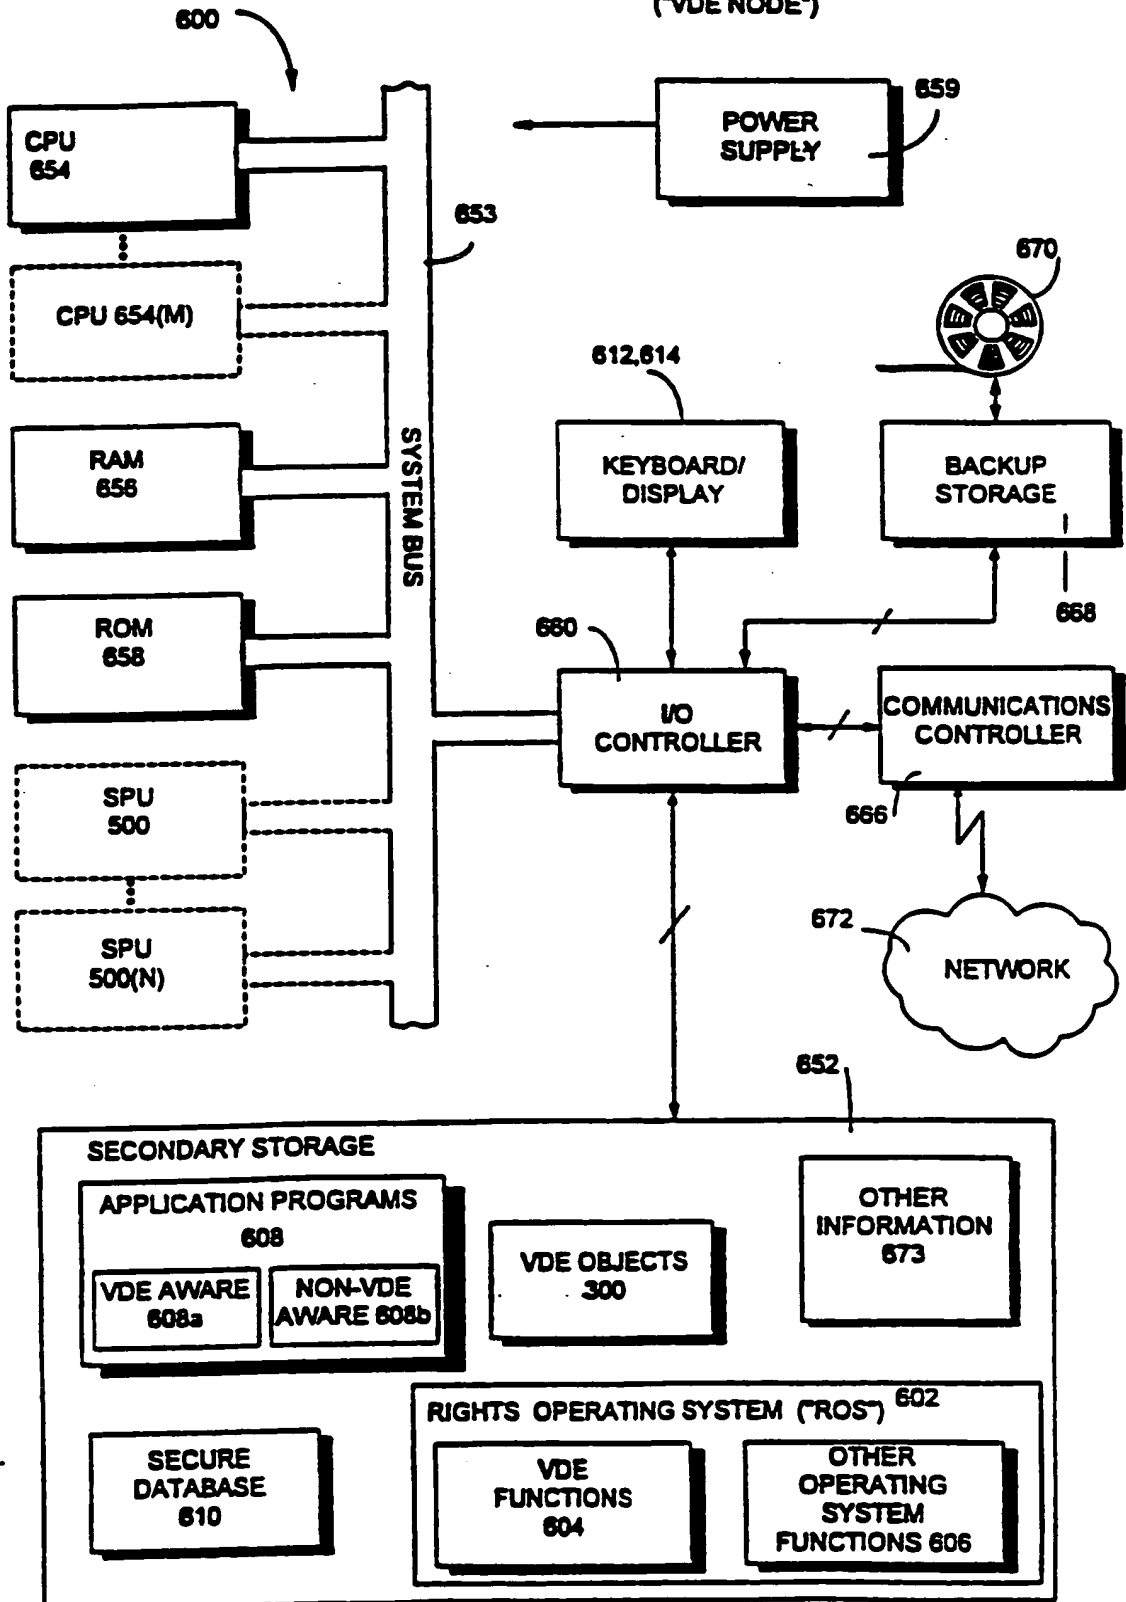 ("VDE NODE")
600
CPU
654
POWER
SUPPLY
659
653
CPU 654(M)
670
612,614
SYSTEM BUS
RAM
656
KEYBOARD/
DISPLAY
BACKUP
STORAGE
668
ROM
658
660
I/O
CONTROLLER
COMMUNICATIONS
CONTROLLER
666
SPU
500
SPU
500(N)
672
NETWORK
652
SECONDARY STORAGE
APPLICATION PROGRAMS
608
VDE AWARE
608a
NON-VDE
AWARE 608b
VDE OBJECTS
300
OTHER
INFORMATION
673
RIGHTS OPERATING SYSTEM ("ROS") 602
SECURE
DATABASE
610
VDE
FUNCTIONS
604
OTHER
OPERATING
SYSTEM
FUNCTIONS 606